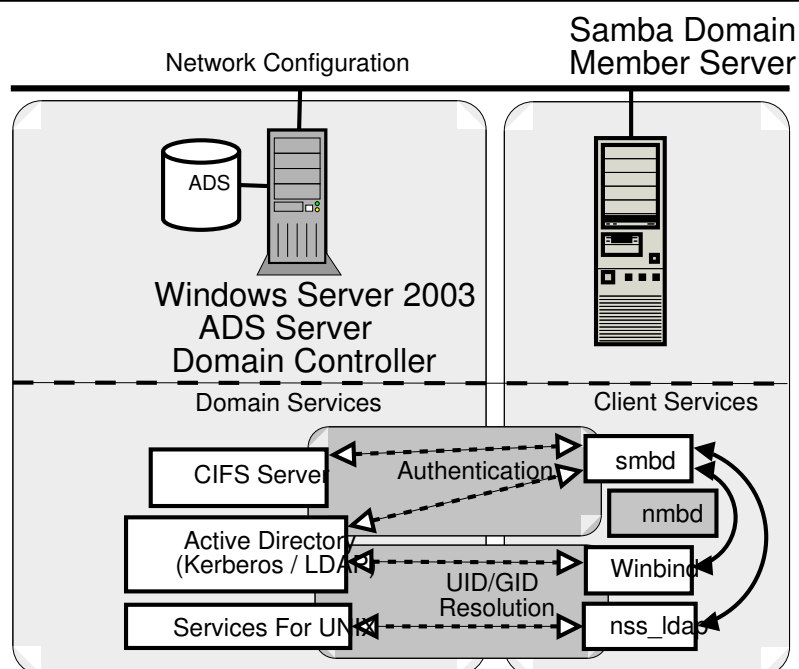 Samba Domain
Member Server
Network Configuration
ADS
Windows Server 2003
ADS Server
Domain Controller
Domain Services
Client Services
CIFS Server
Authentication
smbd
nmbd
Active Directory
(Kerberos / LDAP)
UID/GID
Resolution
Winbind
Services For UNIX
nss_ldap